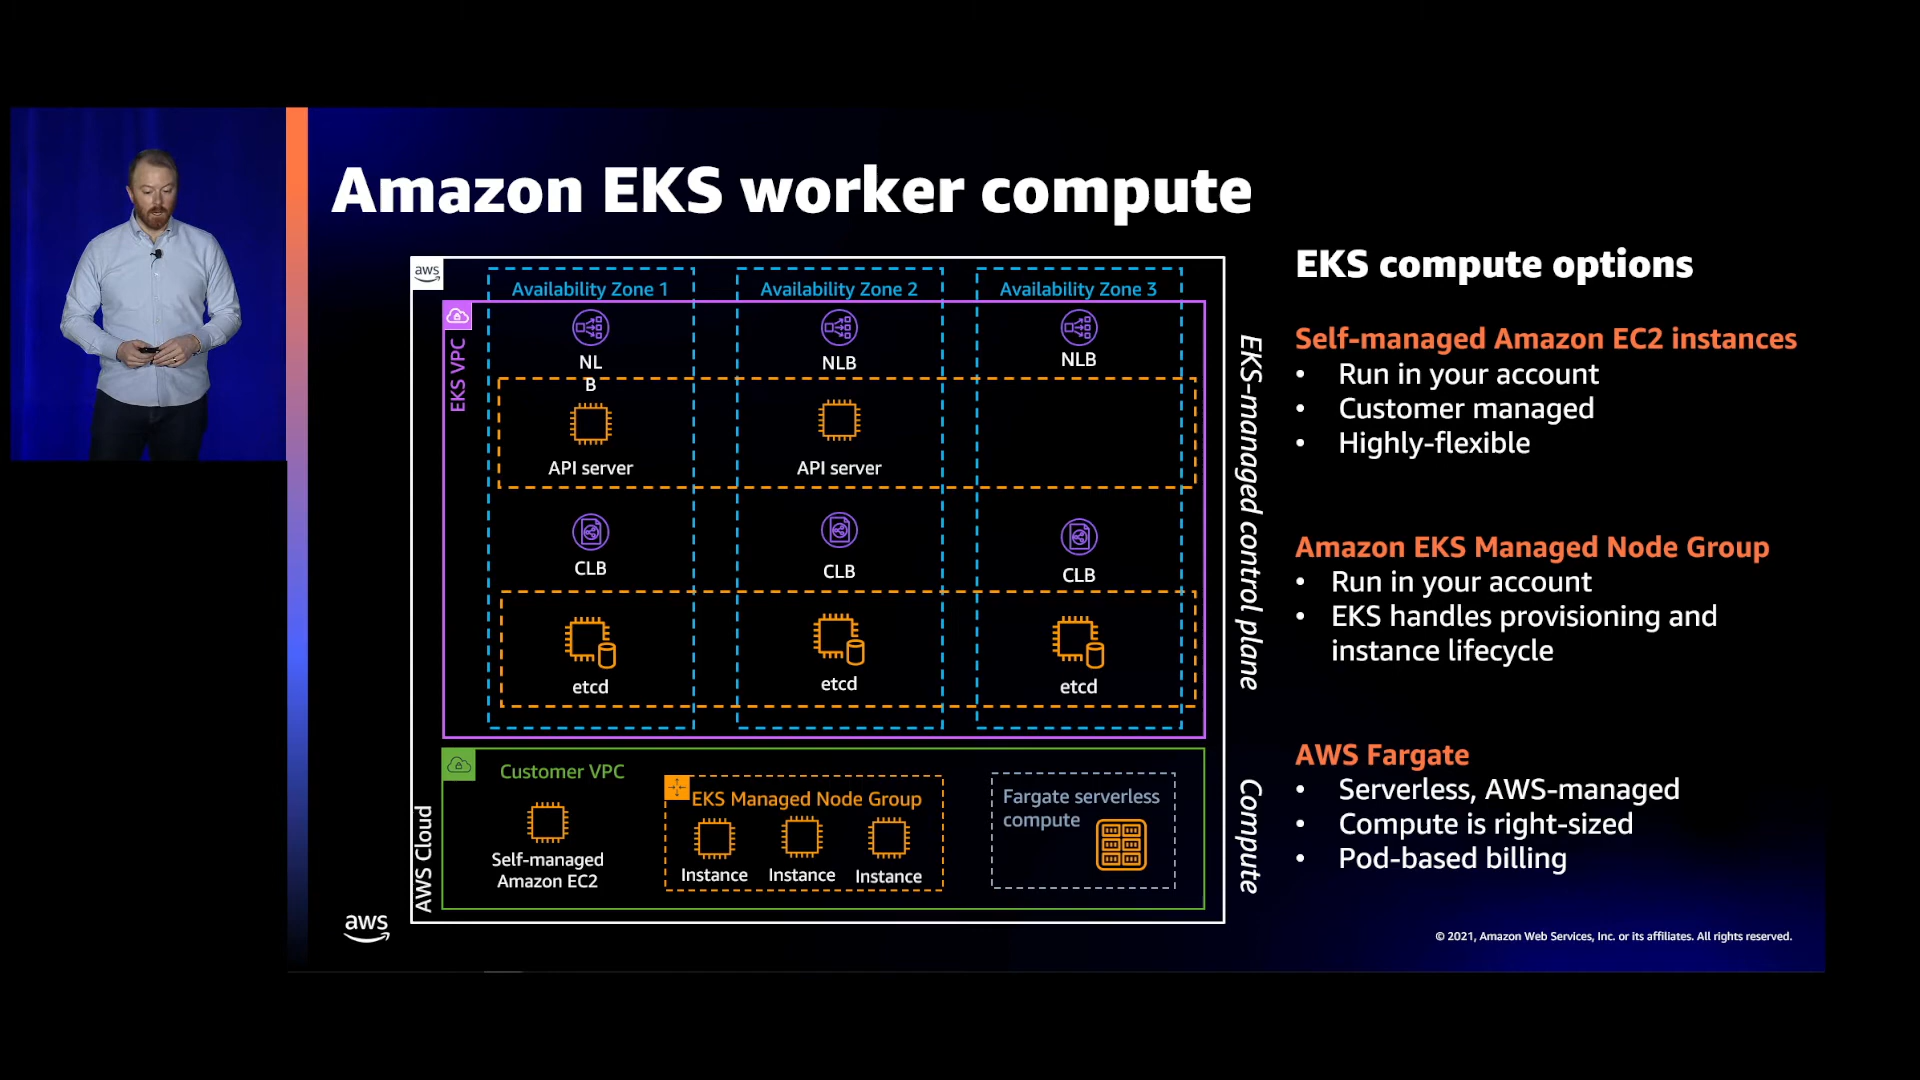 Amazon EKS worker compute
aws
Availability Zone 1
Availability Zone 2
Availability Zone 3
EKS VPC
NL
B
NLB
NLB
API server
API server
CLB
CLB
CLB
etcd
etcd
etcd
EKS-managed control plane
AWS Cloud
Customer VPC
Self-managed
Amazon EC2
EKS Managed Node Group
Instance
Instance
Instance
Fargate serverless
compute
Compute
EKS compute options
Self-managed Amazon EC2 instances
• Run in your account
• Customer managed
• Highly-flexible
Amazon EKS Managed Node Group
• Run in your account
• EKS handles provisioning and
instance lifecycle
AWS Fargate
• Serverless, AWS-managed
• Compute is right-sized
• Pod-based billing
aws
© 2021, Amazon Web Services, Inc. or its affiliates. All rights reserved.